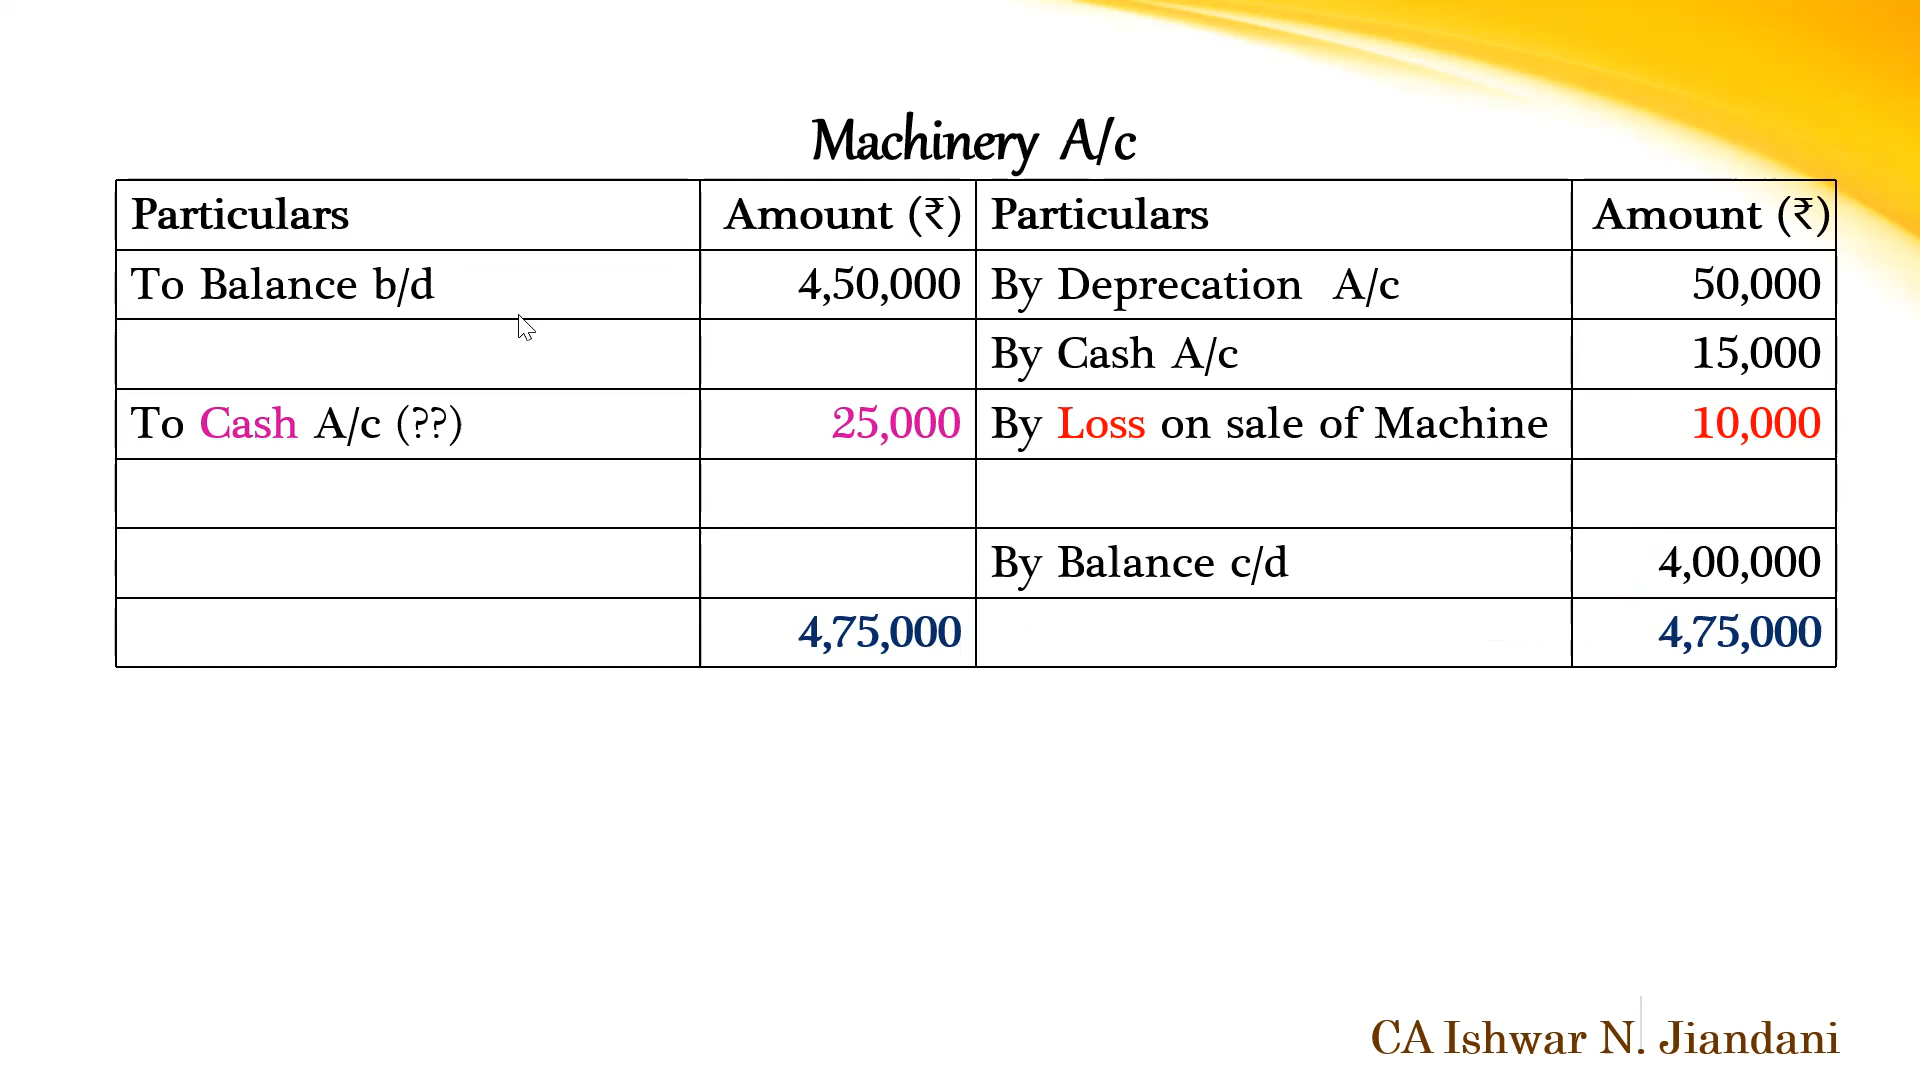 Machinery A/c
Particulars Amount (₹) Particulars Amount (₹)
To Balance b/d 4,50,000 By Deprecation A/c 50,000
By Cash A/c 15,000
To Cash A/c (??) 25,000 By Loss on sale of Machine 10,000
By Balance c/d 4,00,000
4,75,000 4,75,000
CA Ishwar N. Jiandani